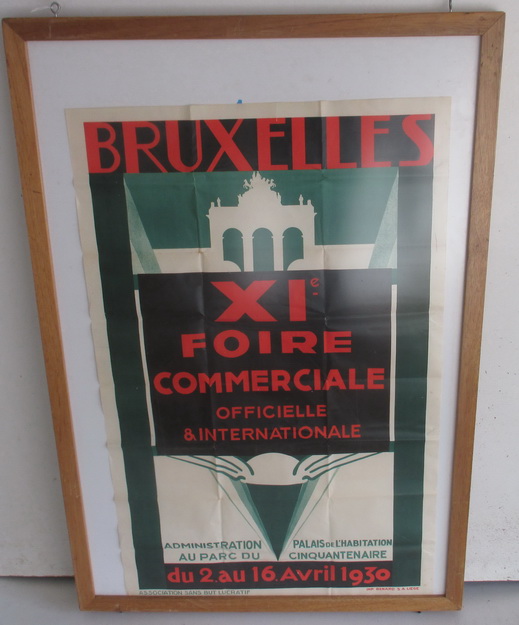 BRUXELLES
XIe
FOIRE
COMMERCIALE
OFFICIELLE
& INTERNATIONALE
ADMINISTRATION PALAIS DE L'HABITATION
AU PARC DU CINQUANTENAIRE
du 2 au 16 Avril 1930
ASSOCIATION SANS BUT LUCRATIF